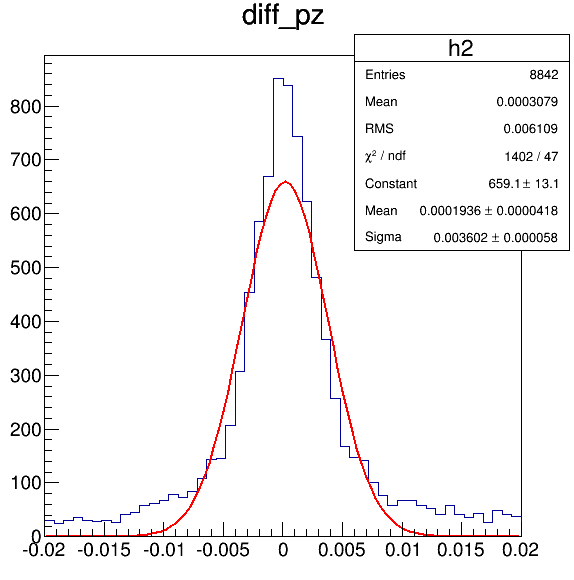 diff_pz
h2
Entries 8842
Mean 0.0003079
RMS 0.006109
χ² / ndf 1402 / 47
Constant 659.1 ± 13.1
Mean 0.0001936 ± 0.0000418
Sigma 0.003602 ± 0.000058
800
700
600
500
400
300
200
100
0
-0.02 -0.015 -0.01 -0.005 0 0.005 0.01 0.015 0.02